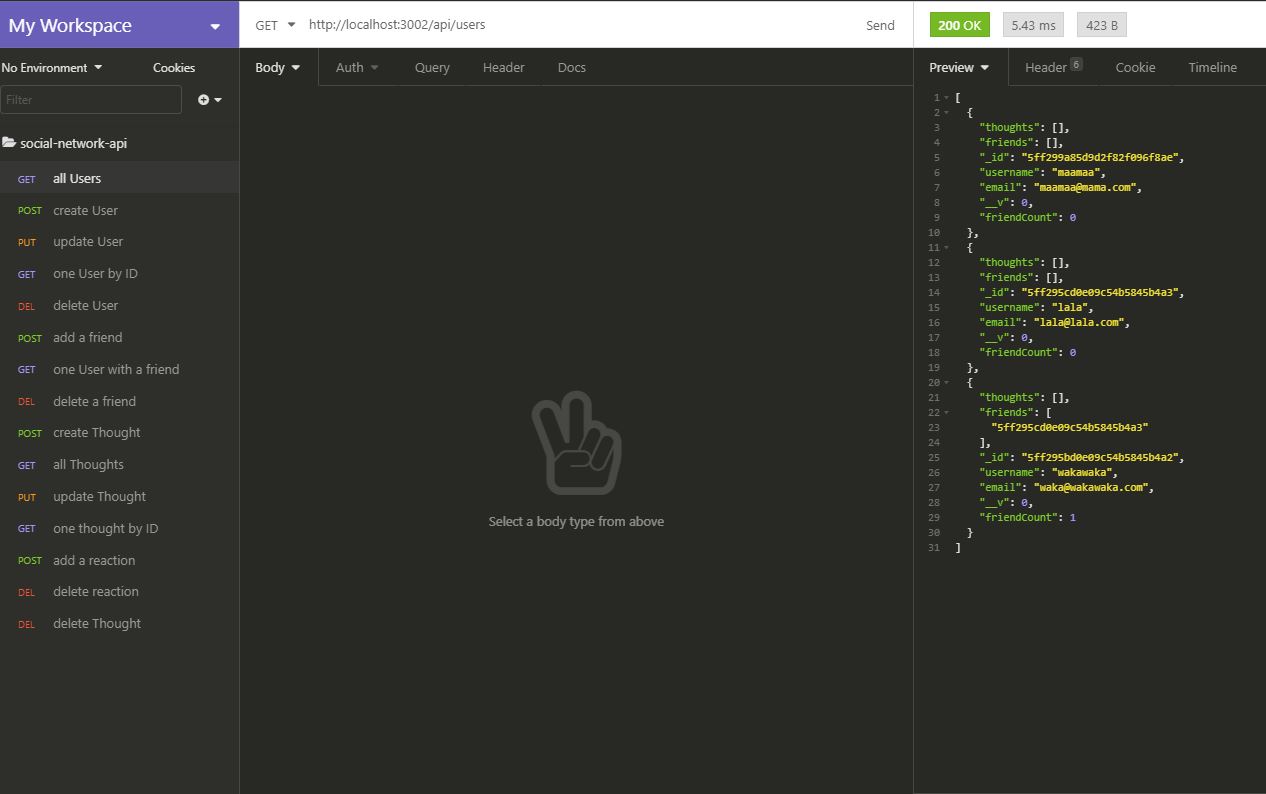 My Workspace
GET http://localhost:3002/api/users Send
200 OK 5.43 ms 423 B
No Environment Cookies
Body Auth Query Header Docs
Preview Header 6 Cookie Timeline
Filter
social-network-api
GET all Users
POST create User
PUT update User
GET one User by ID
DEL delete User
POST add a friend
GET one User with a friend
DEL delete a friend
POST create Thought
GET all Thoughts
PUT update Thought
GET one thought by ID
POST add a reaction
DEL delete reaction
DEL delete Thought
Select a body type from above
1 [
2 {
3 "thoughts": [],
4 "friends": [],
5 "_id": "5ff299a85d9d2f82f096f8ae",
6 "username": "maamaa",
7 "email": "maamaa@mama.com",
8 "__v": 0,
9 "friendCount": 0
10 },
11 {
12 "thoughts": [],
13 "friends": [],
14 "_id": "5ff295cd0e09c54b5845b4a3",
15 "username": "lala",
16 "email": "lala@lala.com",
17 "__v": 0,
18 "friendCount": 0
19 },
20 {
21 "thoughts": [],
22 "friends": [
23 "5ff295cd0e09c54b5845b4a3"
24 ],
25 "_id": "5ff295bd0e09c54b5845b4a2",
26 "username": "wakawaka",
27 "email": "waka@wakawaka.com",
28 "__v": 0,
29 "friendCount": 1
30 }
31 ]